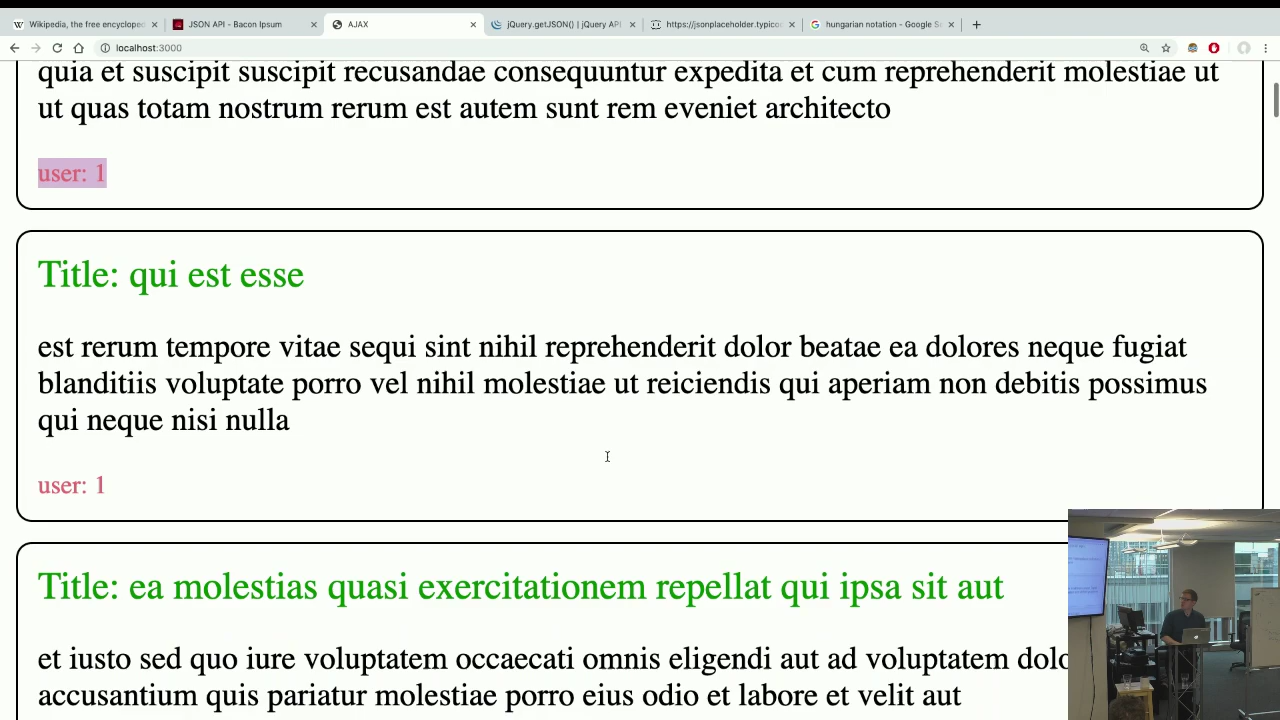 Wikipedia, the free encycloped
JSON API - Bacon Ipsum
AJAX
jQuery.getJSON() | jQuery API
https://jsonplaceholder.typico
hungarian notation - Google Se
localhost:3000
quia et suscipit suscipit recusandae consequuntur expedita et cum reprehenderit molestiae ut
ut quas totam nostrum rerum est autem sunt rem eveniet architecto
user: 1
Title: qui est esse
est rerum tempore vitae sequi sint nihil reprehenderit dolor beatae ea dolores neque fugiat
blanditiis voluptate porro vel nihil molestiae ut reiciendis qui aperiam non debitis possimus
qui neque nisi nulla
user: 1
Title: ea molestias quasi exercitationem repellat qui ipsa sit aut
et iusto sed quo iure voluptatem occaecati omnis eligendi aut ad voluptatem dolo
accusantium quis pariatur molestiae porro eius odio et labore et velit aut